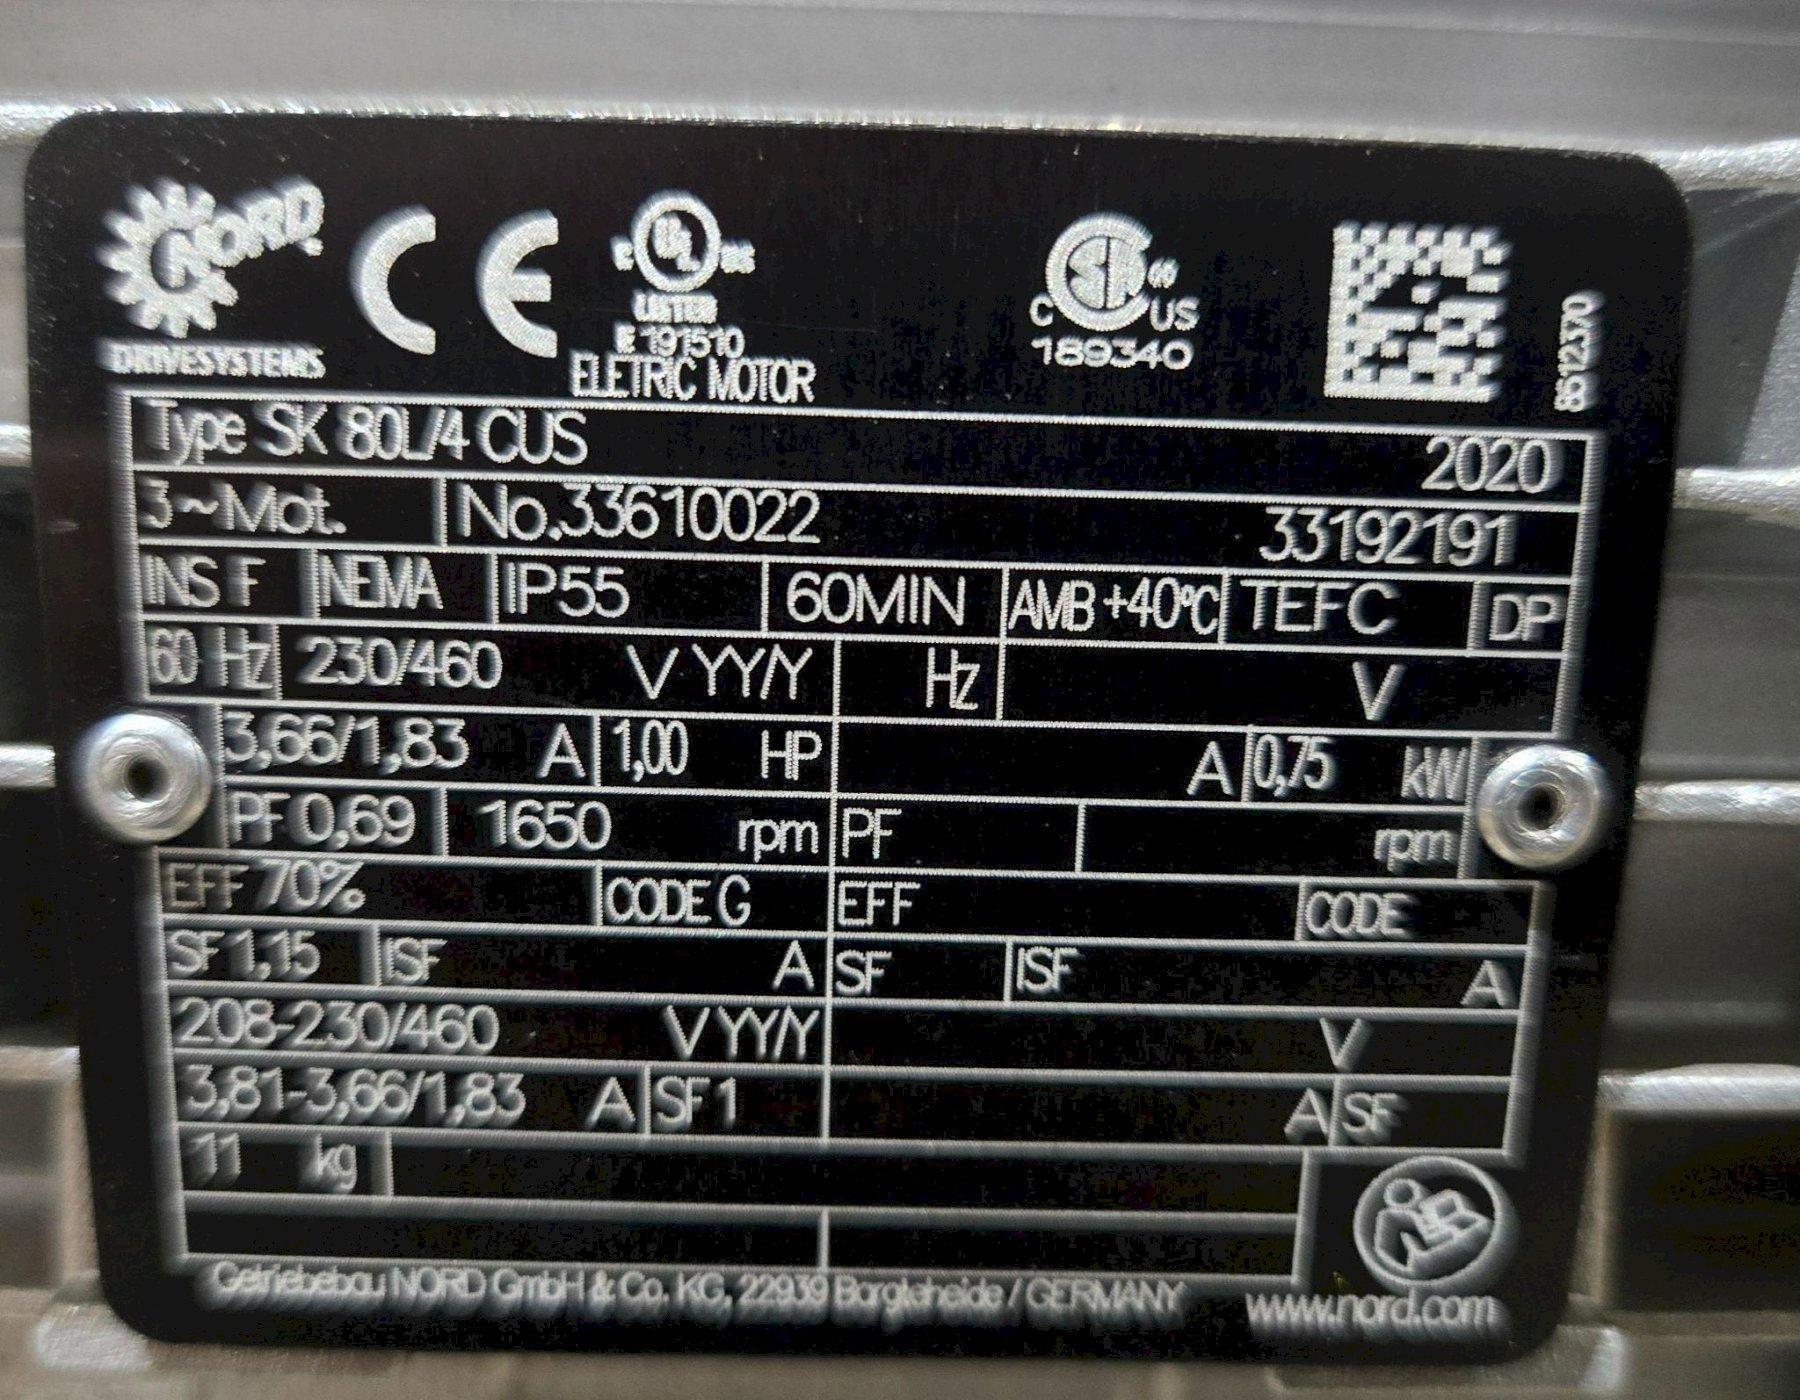 NORD
DRIVESYSTEMS
CE
C UL US
LISTED
E 191510
ELETRIC MOTOR
C SA US
189340
Type SK 80L/4 CUS 2020
3~Mot. No.33610022 33192191
INS F NEMA IP55 60MIN AMB +40°C TEFC DP
60 Hz 230/460 V YY/Y Hz V
3,66/1,83 A 1,00 HP A 0,75 kW
PF 0,69 1650 rpm PF rpm
EFF 70% CODE G EFF CODE
SF 1,15 ISF A SF ISF A
208-230/460 V YY/Y V
3,81-3,66/1,83 A SF 1 A SF
11 kg
Getriebebau NORD GmbH & Co. KG, 22939 Bargteheide / GERMANY www.nord.com